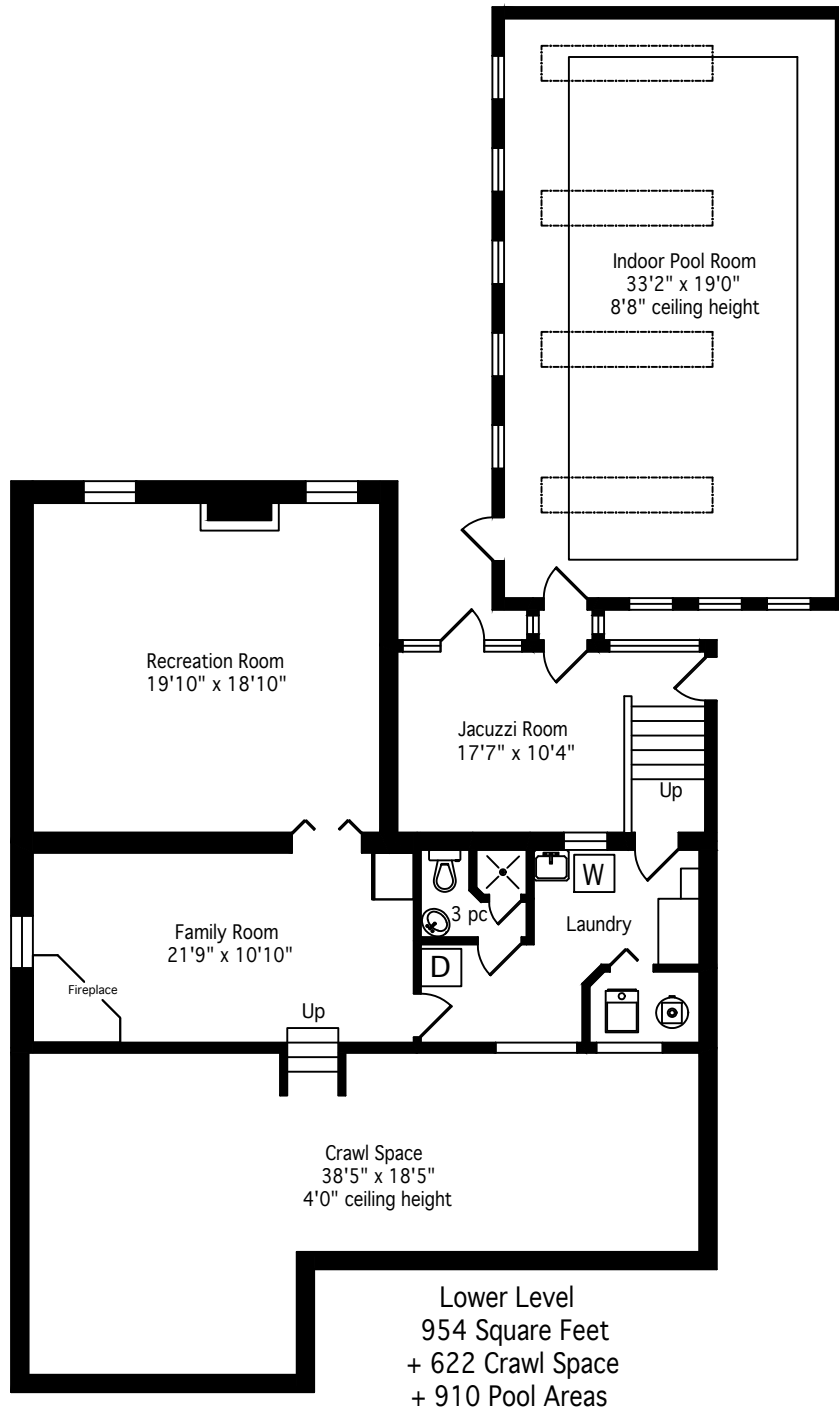 Indoor Pool Room
33'2" x 19'0"
8'8" ceiling height
Recreation Room
19'10" x 18'10"
Jacuzzi Room
17'7" x 10'4"
Up
W
3 pc
Laundry
Family Room
21'9" x 10'10"
D
Fireplace
Up
Crawl Space
38'5" x 18'5"
4'0" ceiling height
Lower Level
954 Square Feet
+ 622 Crawl Space
+ 910 Pool Areas